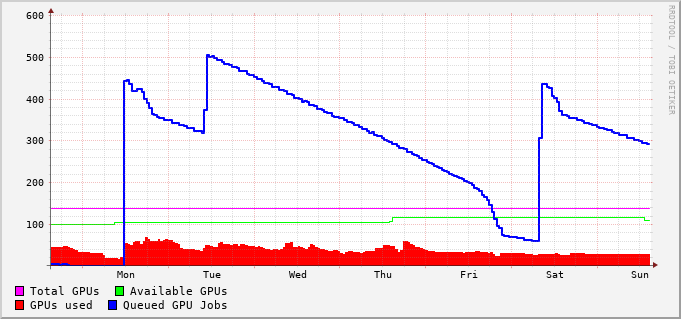 600
500
400
300
200
100
Mon Tue Wed Thu Fri Sat Sun
Total GPUs Available GPUs
GPUs used Queued GPU Jobs
RRDTOOL / TOBI OETIKER